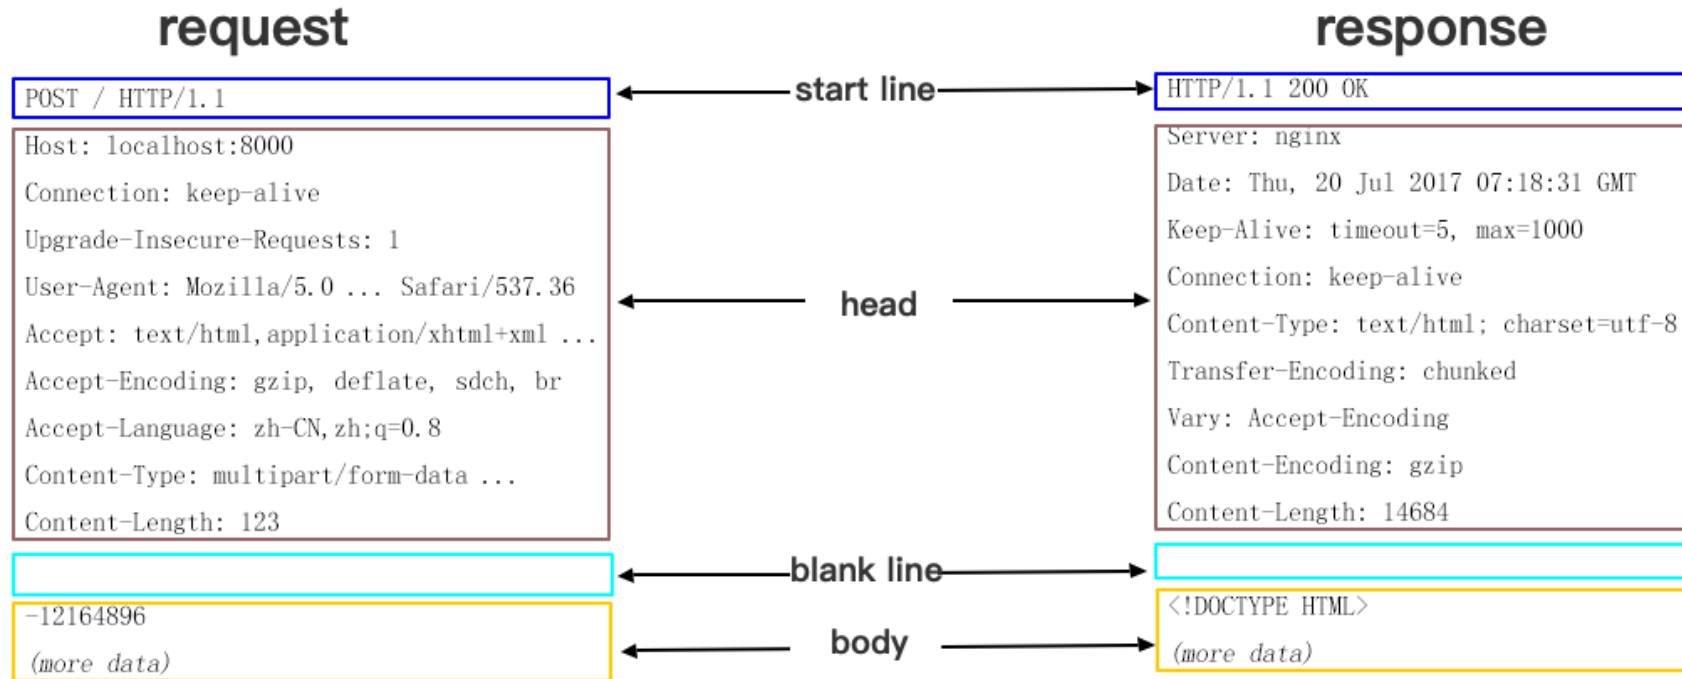 request
response
POST / HTTP/1.1
start line
HTTP/1.1 200 OK
Host: localhost:8000
Connection: keep-alive
Upgrade-Insecure-Requests: 1
User-Agent: Mozilla/5.0 ... Safari/537.36
Accept: text/html,application/xhtml+xml ...
Accept-Encoding: gzip, deflate, sdch, br
Accept-Language: zh-CN,zh;q=0.8
Content-Type: multipart/form-data ...
Content-Length: 123
head
Server: nginx
Date: Thu, 20 Jul 2017 07:18:31 GMT
Keep-Alive: timeout=5, max=1000
Connection: keep-alive
Content-Type: text/html; charset=utf-8
Transfer-Encoding: chunked
Vary: Accept-Encoding
Content-Encoding: gzip
Content-Length: 14684
blank line
-12164896
(more data)
body
<!DOCTYPE HTML>
(more data)